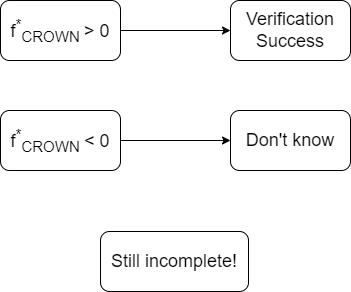 f*CROWN > 0
Verification
Success
f*CROWN < 0
Don't know
Still incomplete!